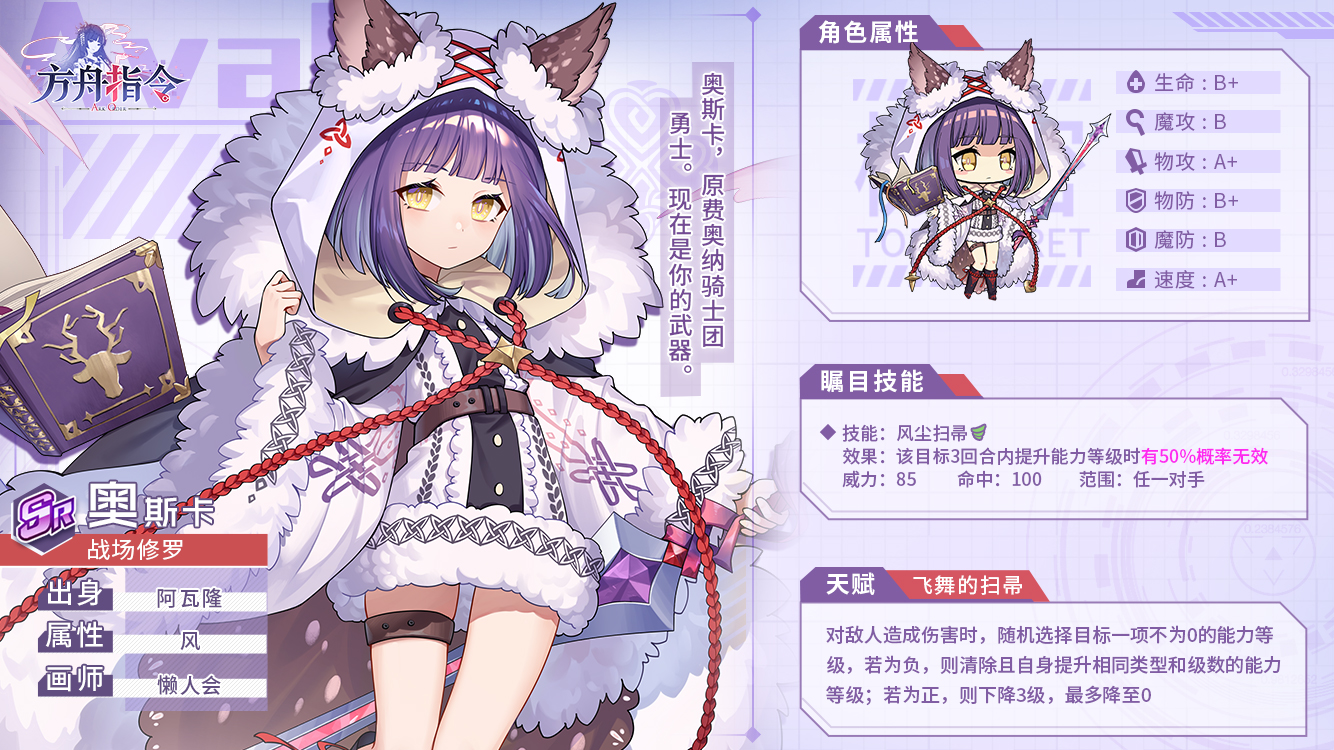 方舟指令
ARK ORDER
奥斯卡，原费奥纳骑士团
勇士。现在是你的武器。
SR
奥斯卡
战场修罗
出身 阿瓦隆
属性 风
画师 懒人会
角色属性
生命：B+
魔攻：B
物攻：A+
物防：B+
魔防：B
速度：A+
瞩目技能
技能：风尘扫帚
效果：该目标3回合内提升能力等级时有50%概率无效
威力：85 命中：100 范围：任一对手
天赋 飞舞的扫帚
对敌人造成伤害时，随机选择目标一项不为0的能力等
级，若为负，则清除且自身提升相同类型和级数的能力
等级；若为正，则下降3级，最多降至0